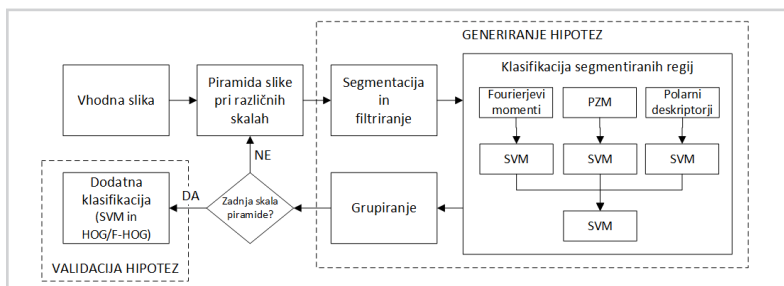 GENERIRANJE HIPOTEZ
Vhodna slika
Piramida slike
pri različnih
skalah
Segmentacija
in
filtriranje
Klasifikacija segmentiranih regij
Fourierjevi
momenti
PZM
Polarni
deskriptorji
SVM
SVM
SVM
SVM
Grupiranje
Zadnja skala
piramide?
NE
DA
Dodatna
klasifikacija
(SVM in
HOG/F-HOG)
VALIDACIJA HIPOTEZ